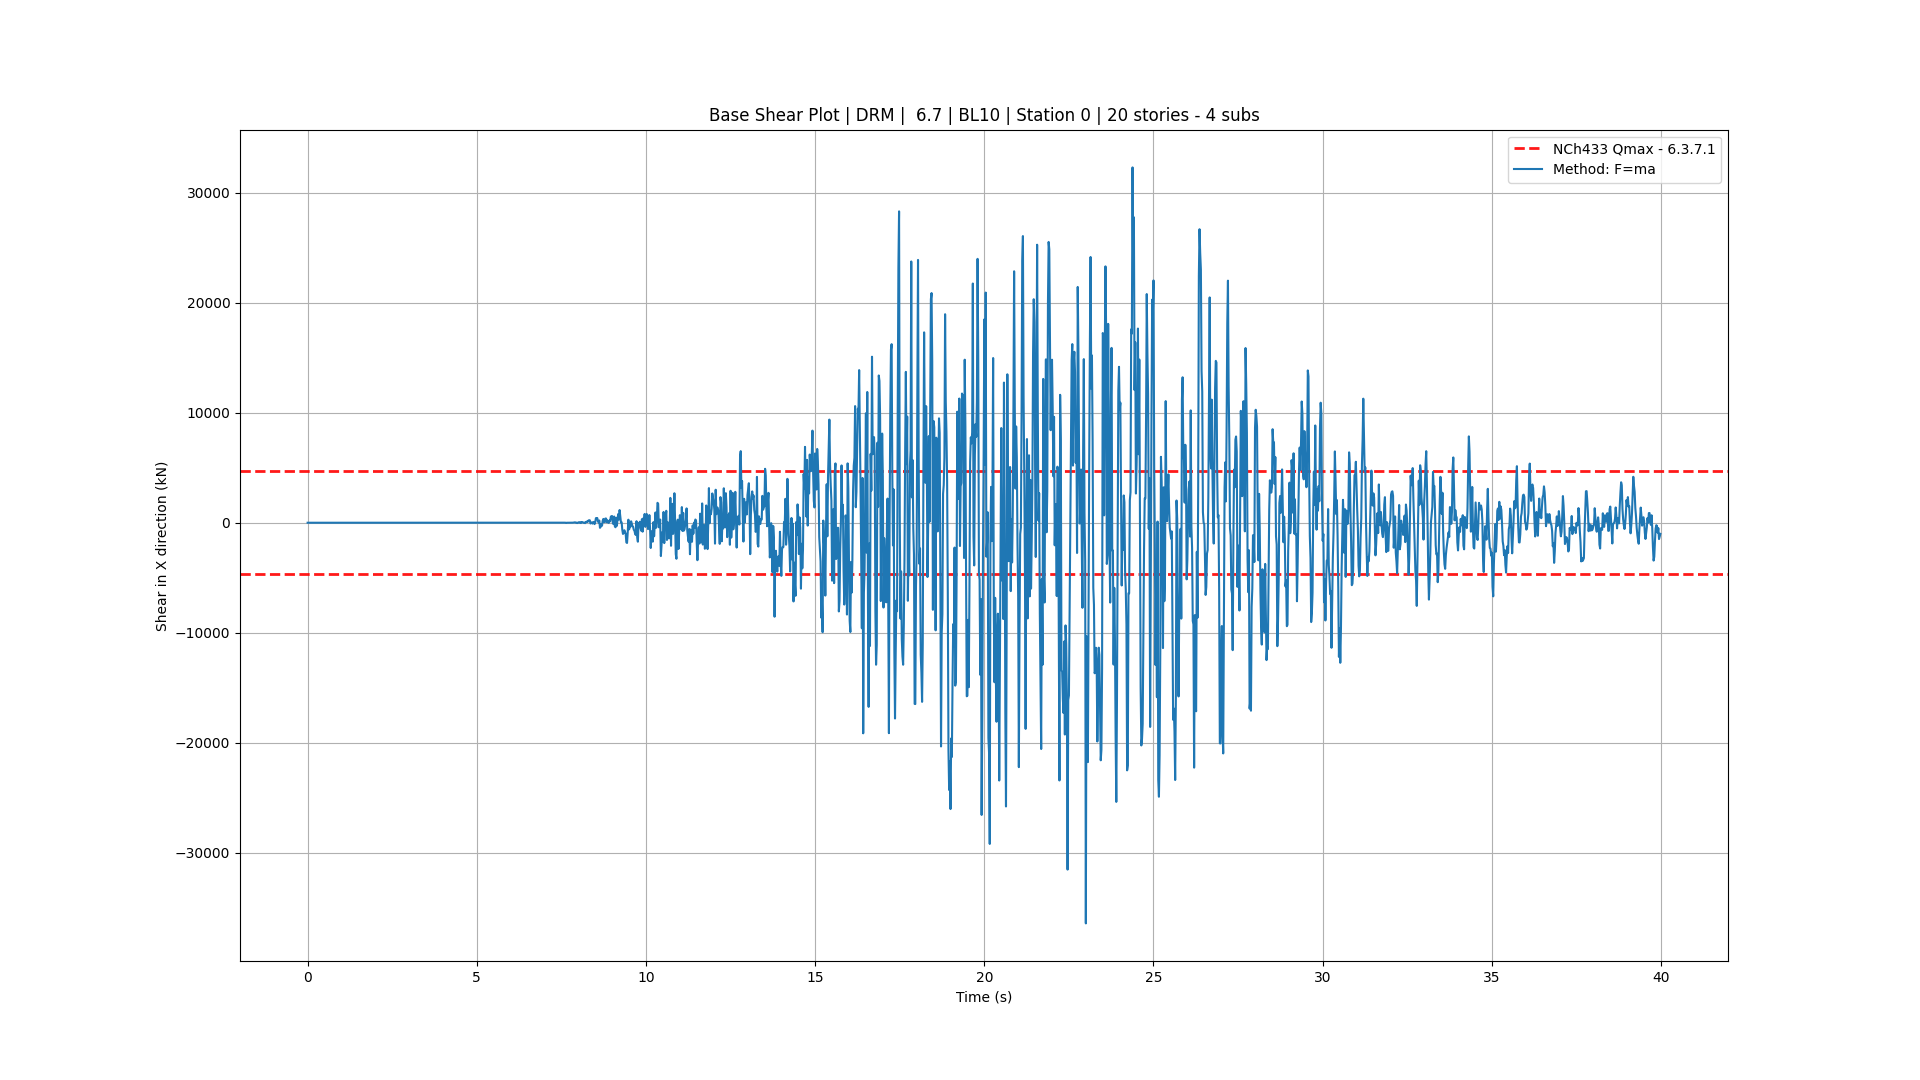 Base Shear Plot | DRM |  6.7 | BL10 | Station 0 | 20 stories - 4 subs
NCh433 Qmax - 6.3.7.1
Method: F=ma
30000
20000
10000
0
−10000
−20000
−30000
Shear in X direction (kN)
0 5 10 15 20 25 30 35 40
Time (s)